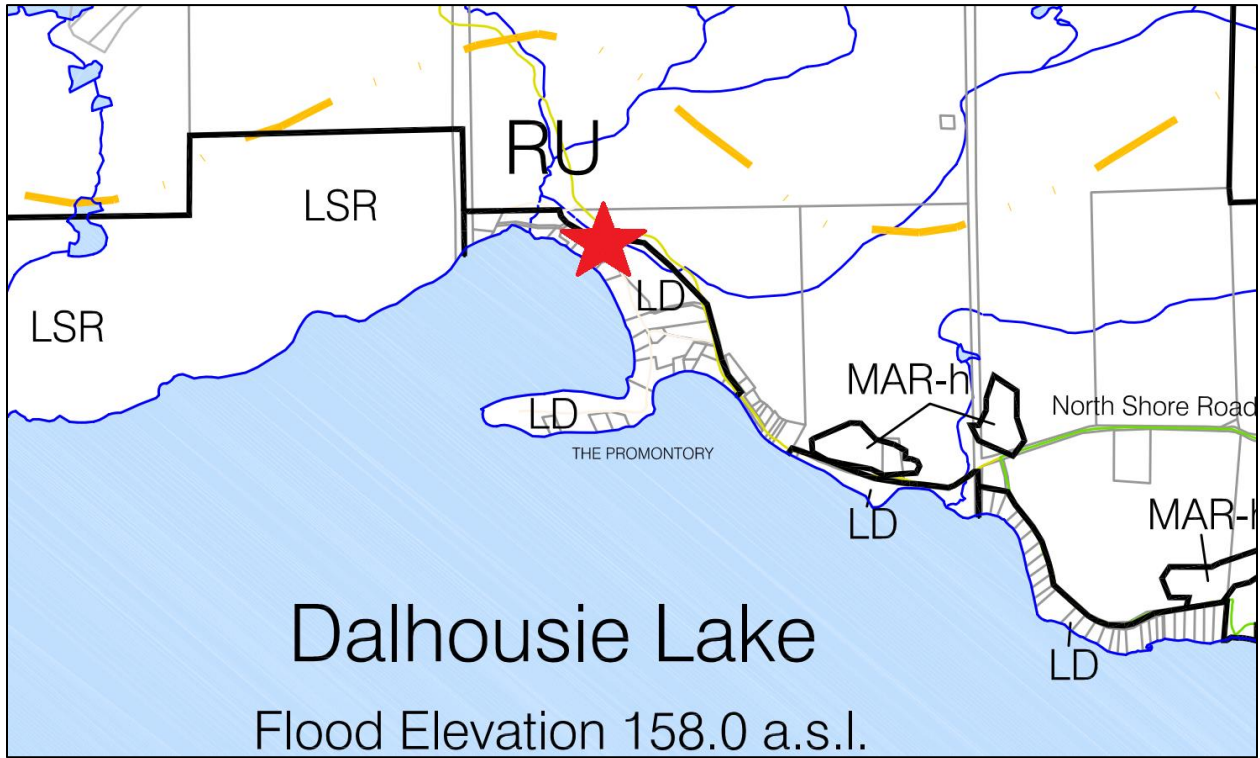 RU
LSR
LD
LSR
MAR-h
North Shore Road
LD
THE PROMONTORY
MAR-h
LD
Dalhousie Lake
LD
Flood Elevation 158.0 a.s.l.